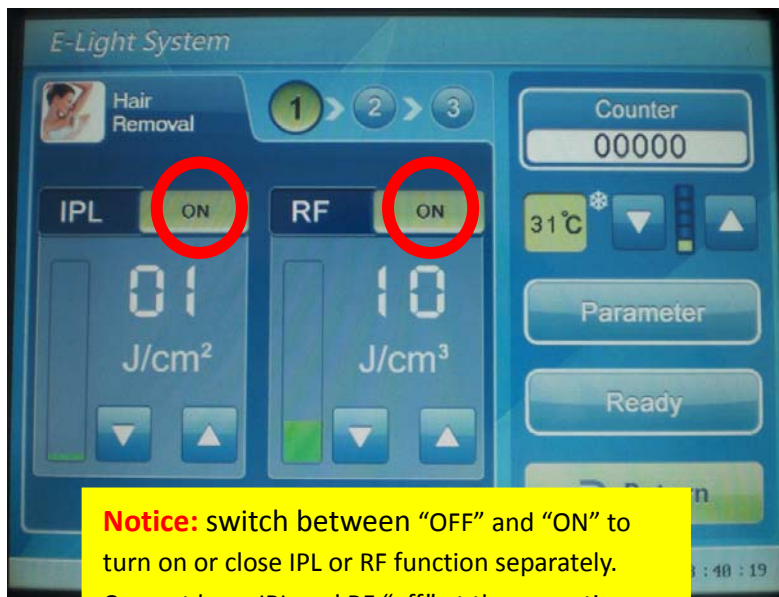 E-Light System
Hair
Removal
1 > 2 > 3
IPL ON
01
J/cm²
RF ON
10
J/cm³
Counter
00000
31℃
Parameter
Ready
Notice: switch between “OFF” and “ON” to
turn on or close IPL or RF function separately.